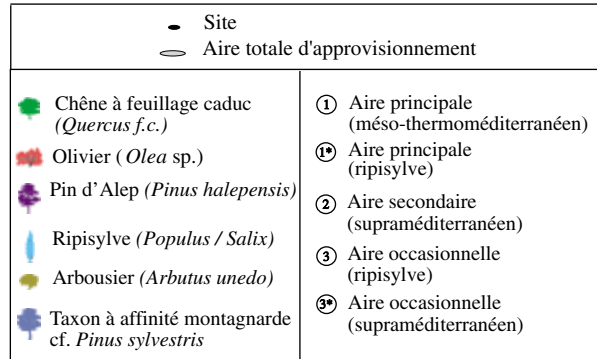 Site
Aire totale d'approvisionnement
Chêne à feuillage caduc
(Quercus f.c.)
Olivier ( Olea sp.)
Pin d'Alep (Pinus halepensis)
Ripisylve (Populus / Salix)
Arbousier (Arbutus unedo)
Taxon à affinité montagnarde
cf. Pinus sylvestris
1 Aire principale
(méso-thermoméditerranéen)
1* Aire principale
(ripisylve)
2 Aire secondaire
(supraméditerranéen)
3 Aire occasionnelle
(ripisylve)
3* Aire occasionnelle
(supraméditerranéen)